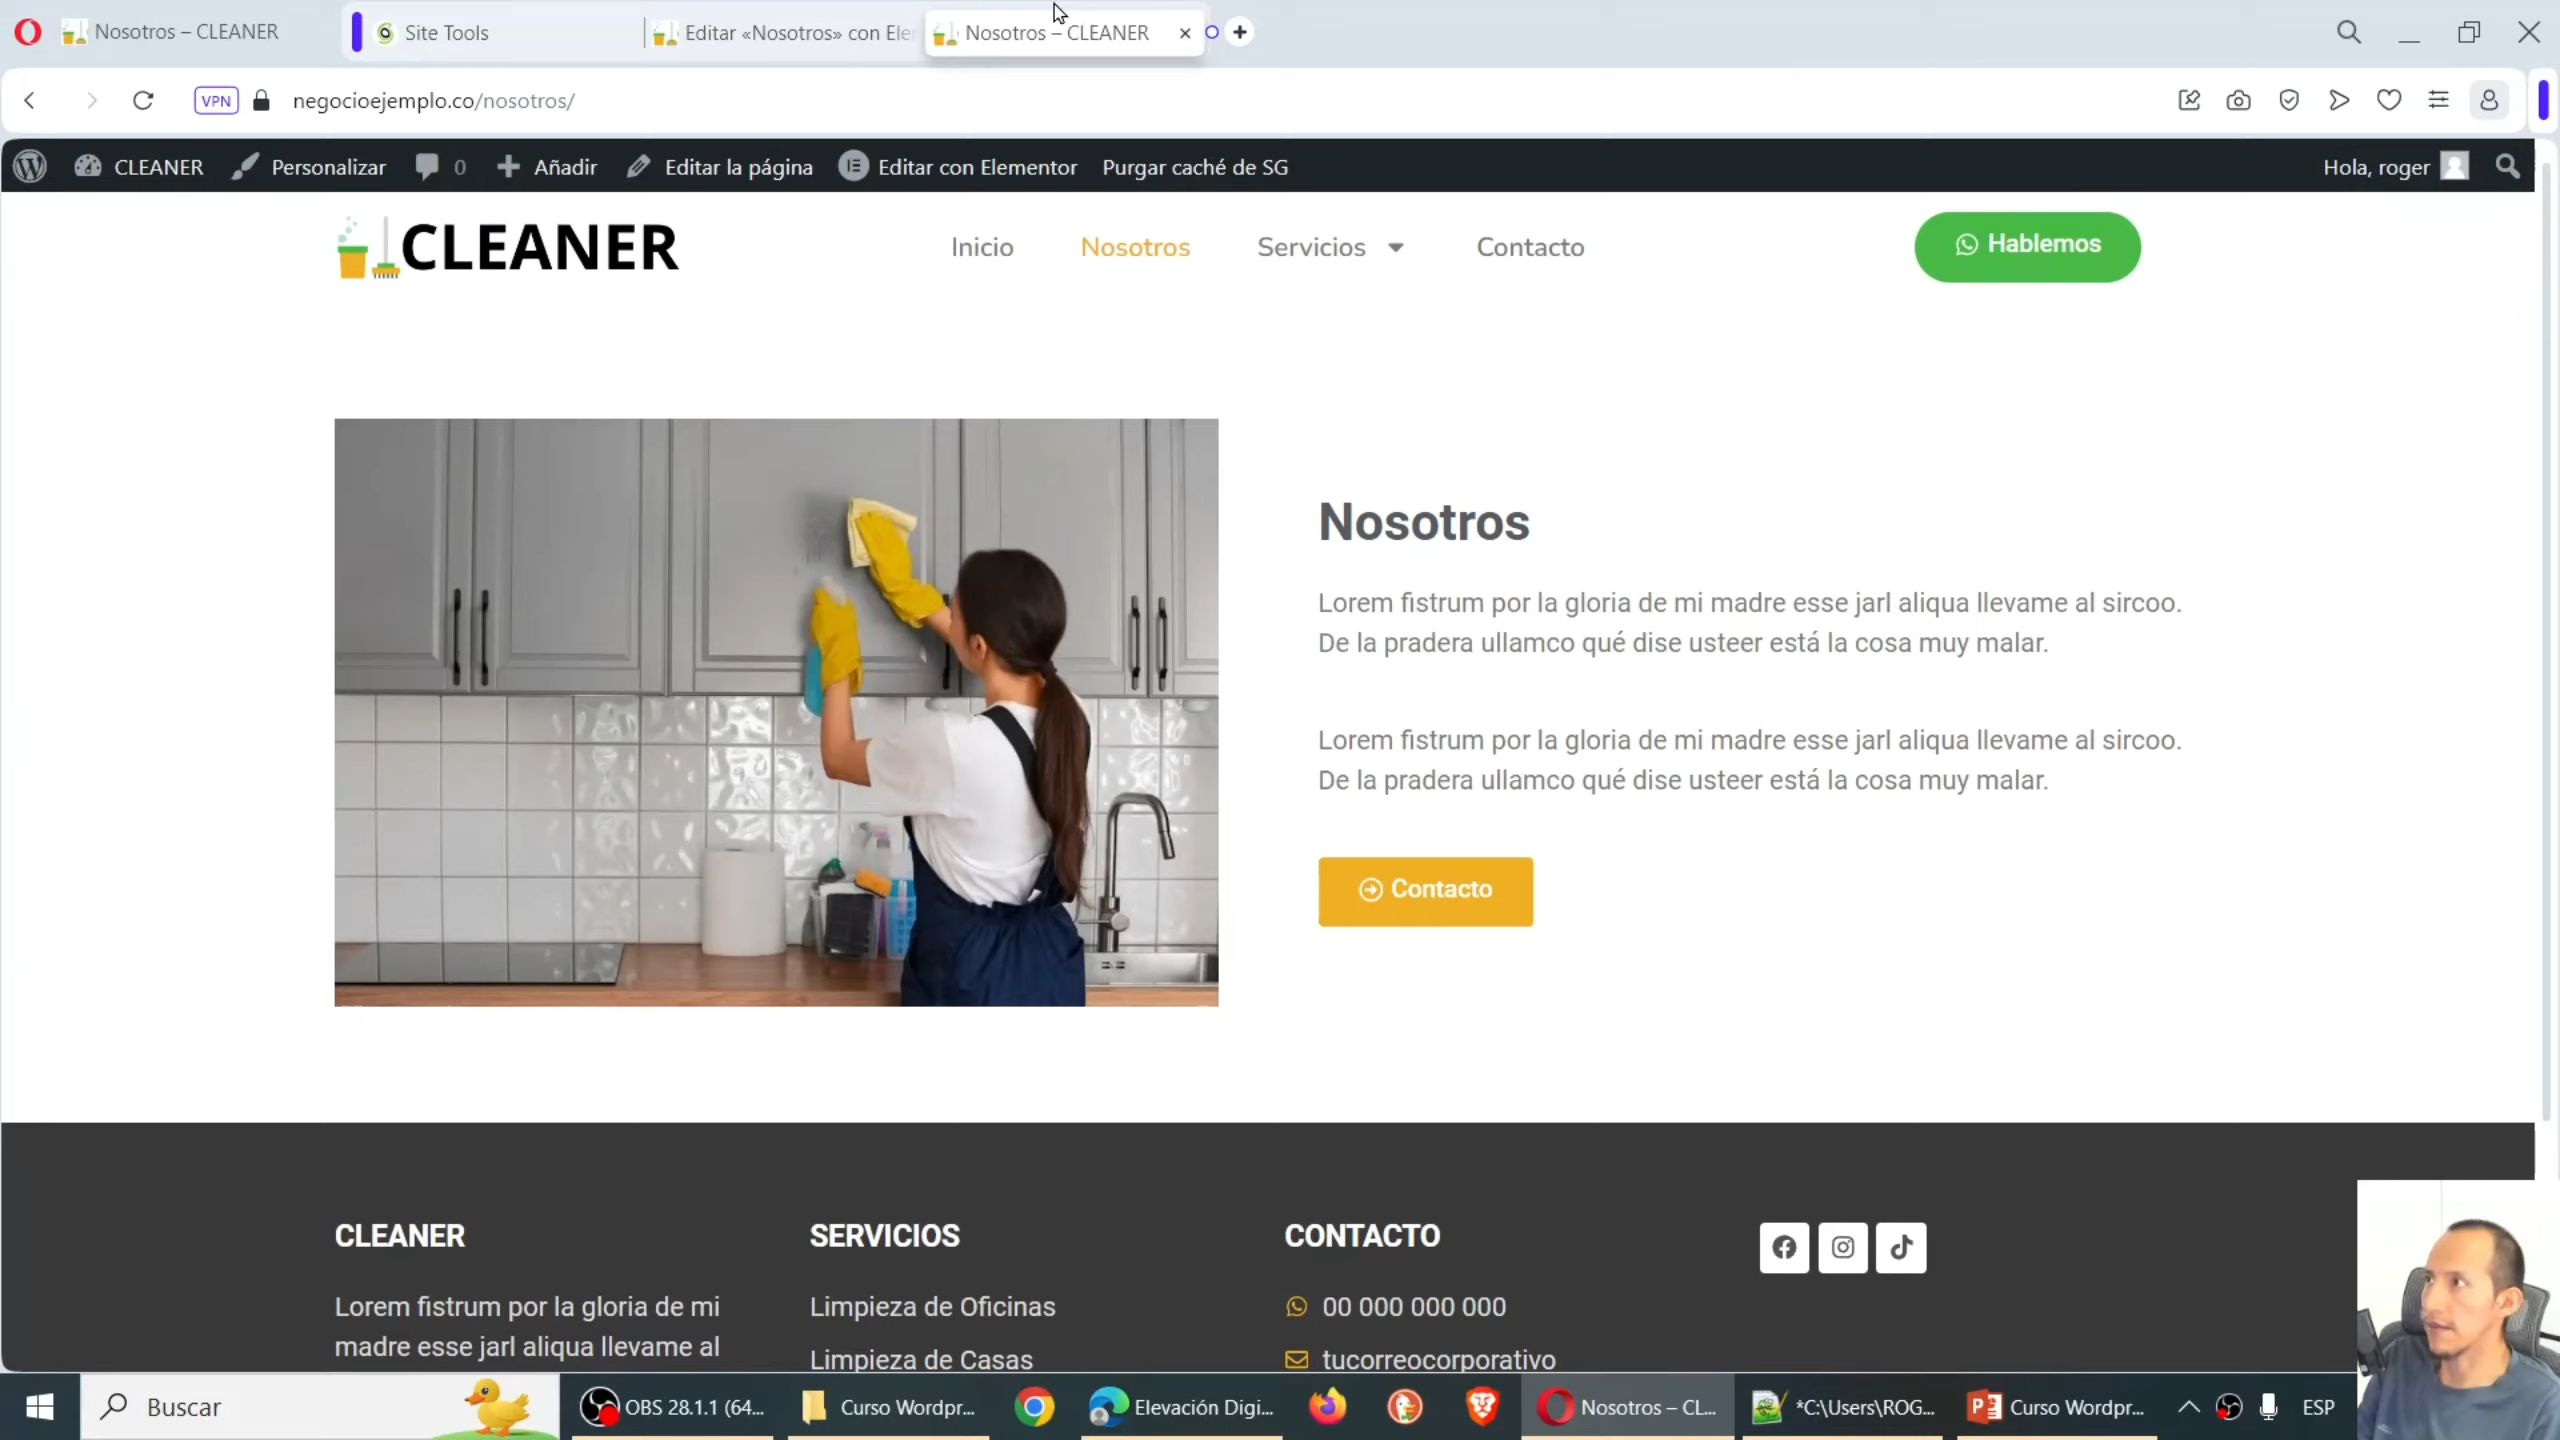 Nosotros – CLEANER
Site Tools
Editar «Nosotros» con Ele
Nosotros – CLEANER
VPN
negocioejemplo.co/nosotros/
CLEANER
Personalizar
0
Añadir
Editar la página
Editar con Elementor
Purgar caché de SG
Hola, roger
CLEANER
Inicio
Nosotros
Servicios
Contacto
Hablemos
Nosotros
Lorem fistrum por la gloria de mi madre esse jarl aliqua llevame al sircoo.
De la pradera ullamco qué dise usteer está la cosa muy malar.
Lorem fistrum por la gloria de mi madre esse jarl aliqua llevame al sircoo.
De la pradera ullamco qué dise usteer está la cosa muy malar.
Contacto
CLEANER
Lorem fistrum por la gloria de mi
madre esse jarl aliqua llevame al
SERVICIOS
Limpieza de Oficinas
Limpieza de Casas
CONTACTO
00 000 000 000
tucorreocorporativo
Buscar
OBS 28.1.1 (64...
Curso Wordpr...
Elevación Digi...
Nosotros – CL...
*C:\Users\ROG...
Curso Wordpr...
ESP